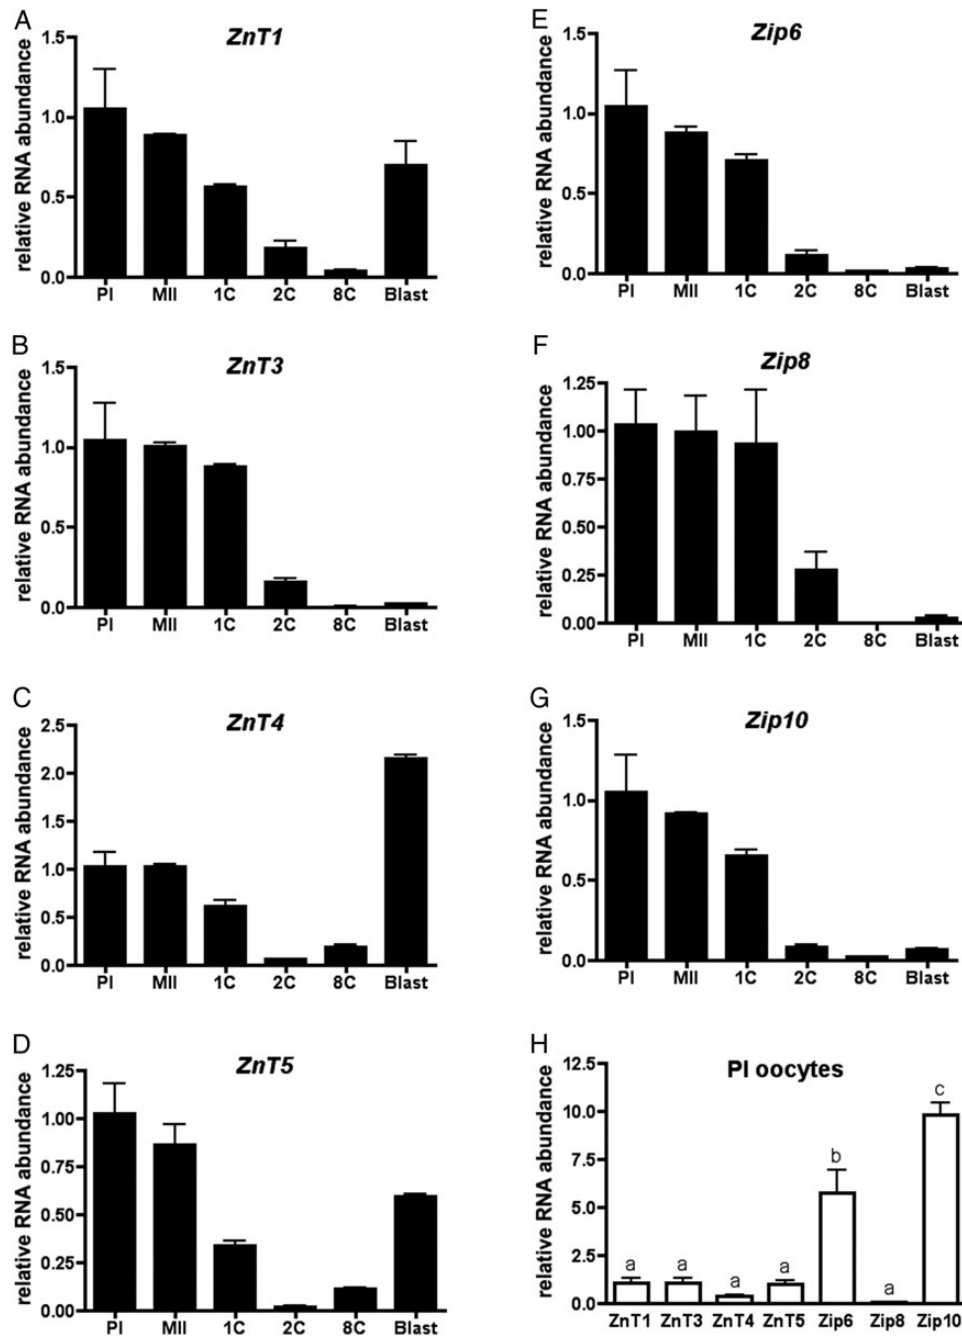 A
ZnT1
relative RNA abundance
1.5
1.0
0.5
0.0
PI MII 1C 2C 8C Blast
B
ZnT3
relative RNA abundance
1.5
1.0
0.5
0.0
PI MII 1C 2C 8C Blast
C
ZnT4
relative RNA abundance
2.5
2.0
1.5
1.0
0.5
0.0
PI MII 1C 2C 8C Blast
D
ZnT5
relative RNA abundance
1.25
1.00
0.75
0.50
0.25
0.00
PI MII 1C 2C 8C Blast
E
Zip6
relative RNA abundance
1.5
1.0
0.5
0.0
PI MII 1C 2C 8C Blast
F
Zip8
relative RNA abundance
1.25
1.00
0.75
0.50
0.25
0.00
PI MII 1C 2C 8C Blast
G
Zip10
relative RNA abundance
1.5
1.0
0.5
0.0
PI MII 1C 2C 8C Blast
H
PI oocytes
relative RNA abundance
12.5
10.0
7.5
5.0
2.5
0.0
a a a a b a c
ZnT1 ZnT3 ZnT4 ZnT5 Zip6 Zip8 Zip10